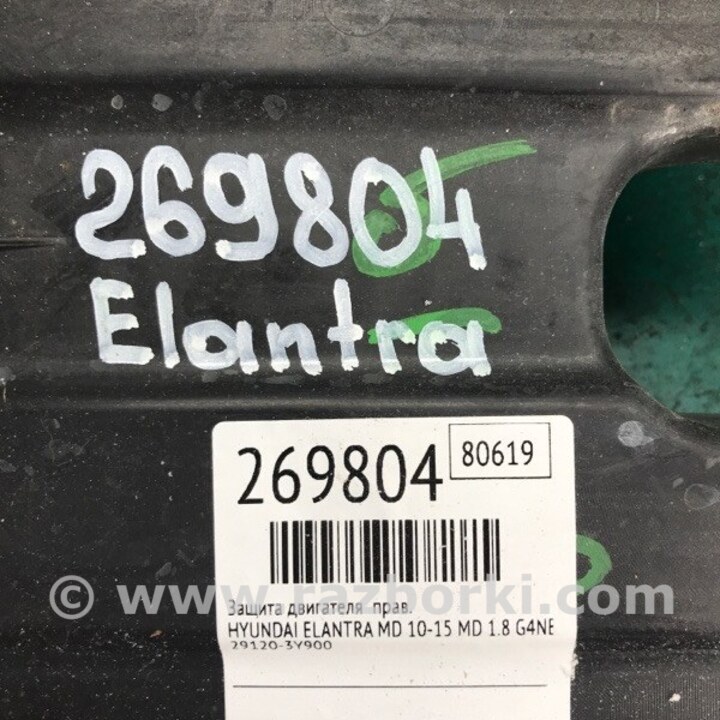 269804
Elantra
269804
80619
© www.razborki.com
Защита двигателя прав.
HYUNDAI ELANTRA MD 10-15 MD 1.8 G4NB
29120-3Y900